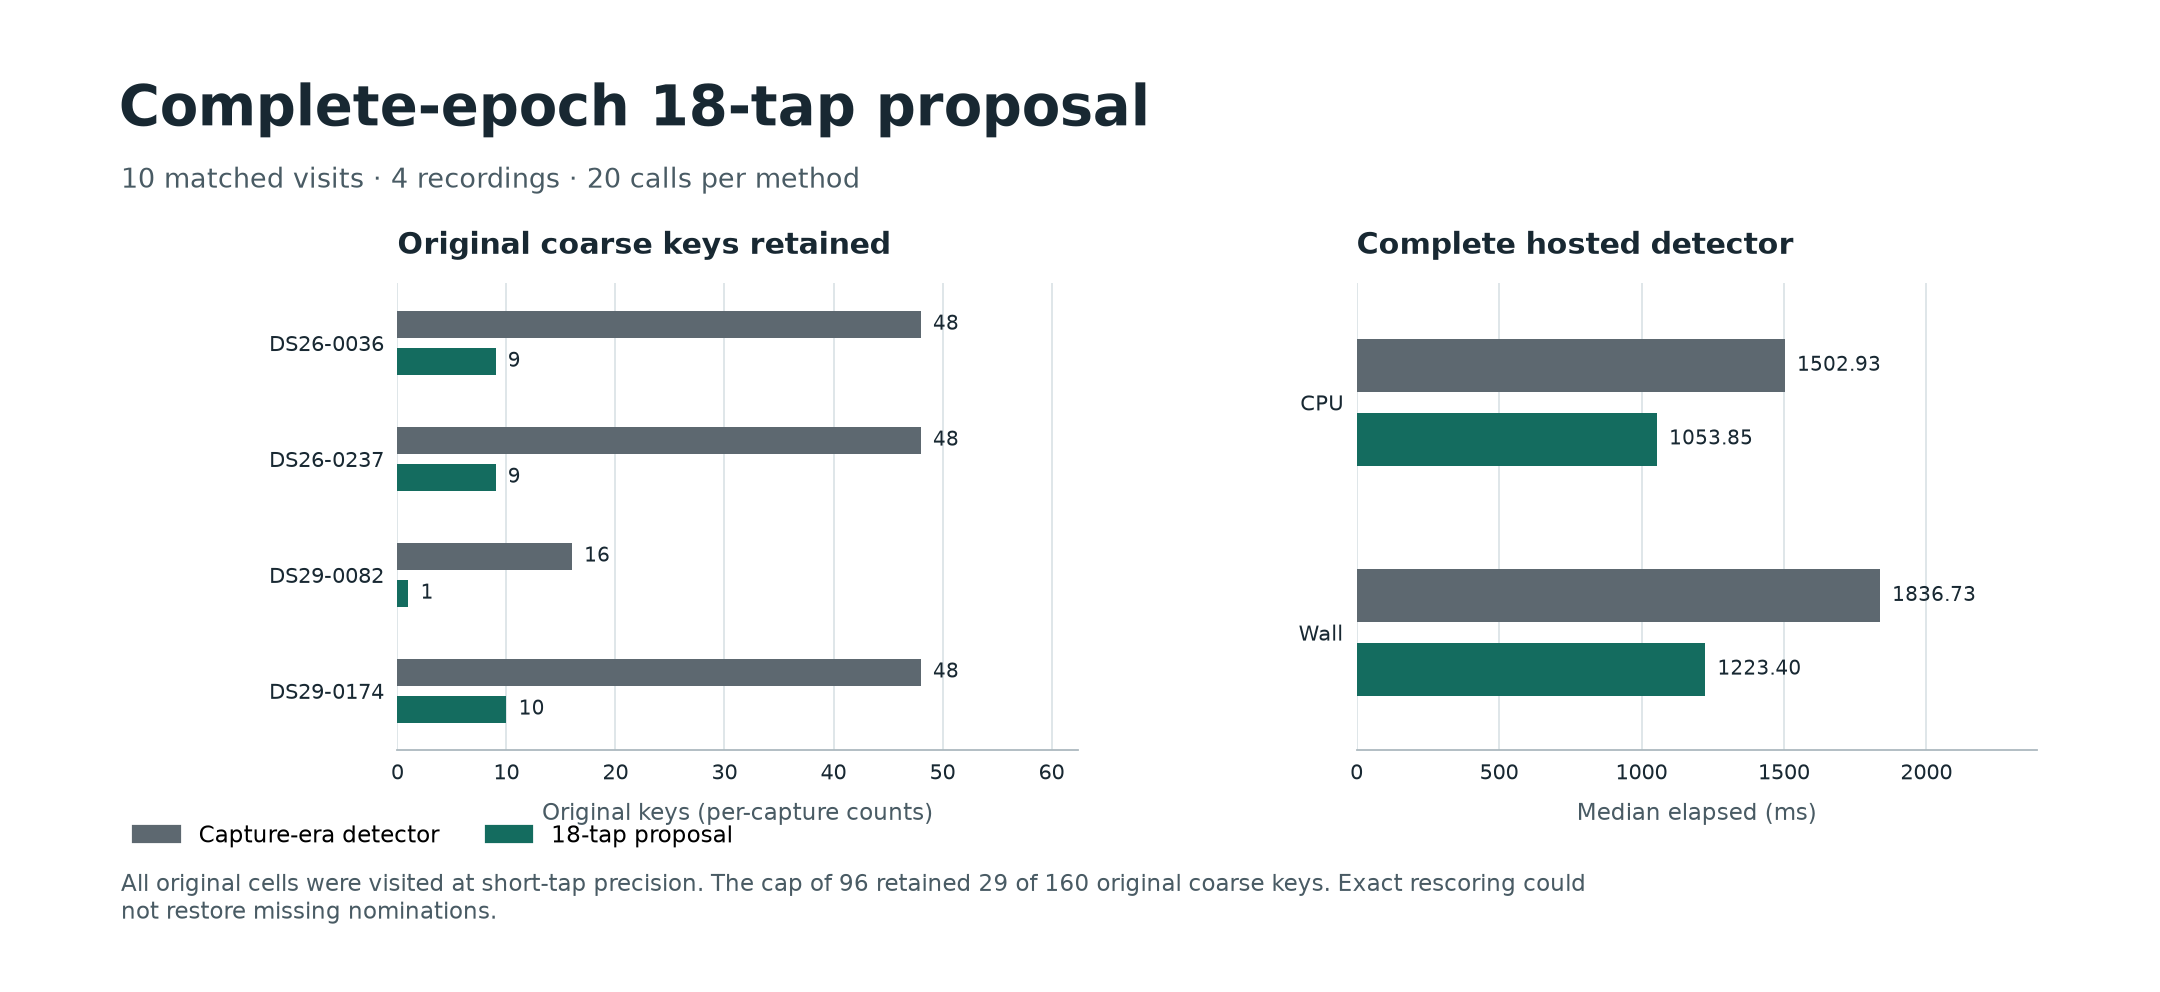 Complete-epoch 18-tap proposal
10 matched visits · 4 recordings · 20 calls per method
Original coarse keys retained
DS26-0036
48
9
DS26-0237
48
9
DS29-0082
16
1
DS29-0174
48
10
0 10 20 30 40 50 60
Original keys (per-capture counts)
Complete hosted detector
CPU
1502.93
1053.85
Wall
1836.73
1223.40
0 500 1000 1500 2000
Median elapsed (ms)
Capture-era detector
18-tap proposal
All original cells were visited at short-tap precision. The cap of 96 retained 29 of 160 original coarse keys. Exact rescoring could
not restore missing nominations.